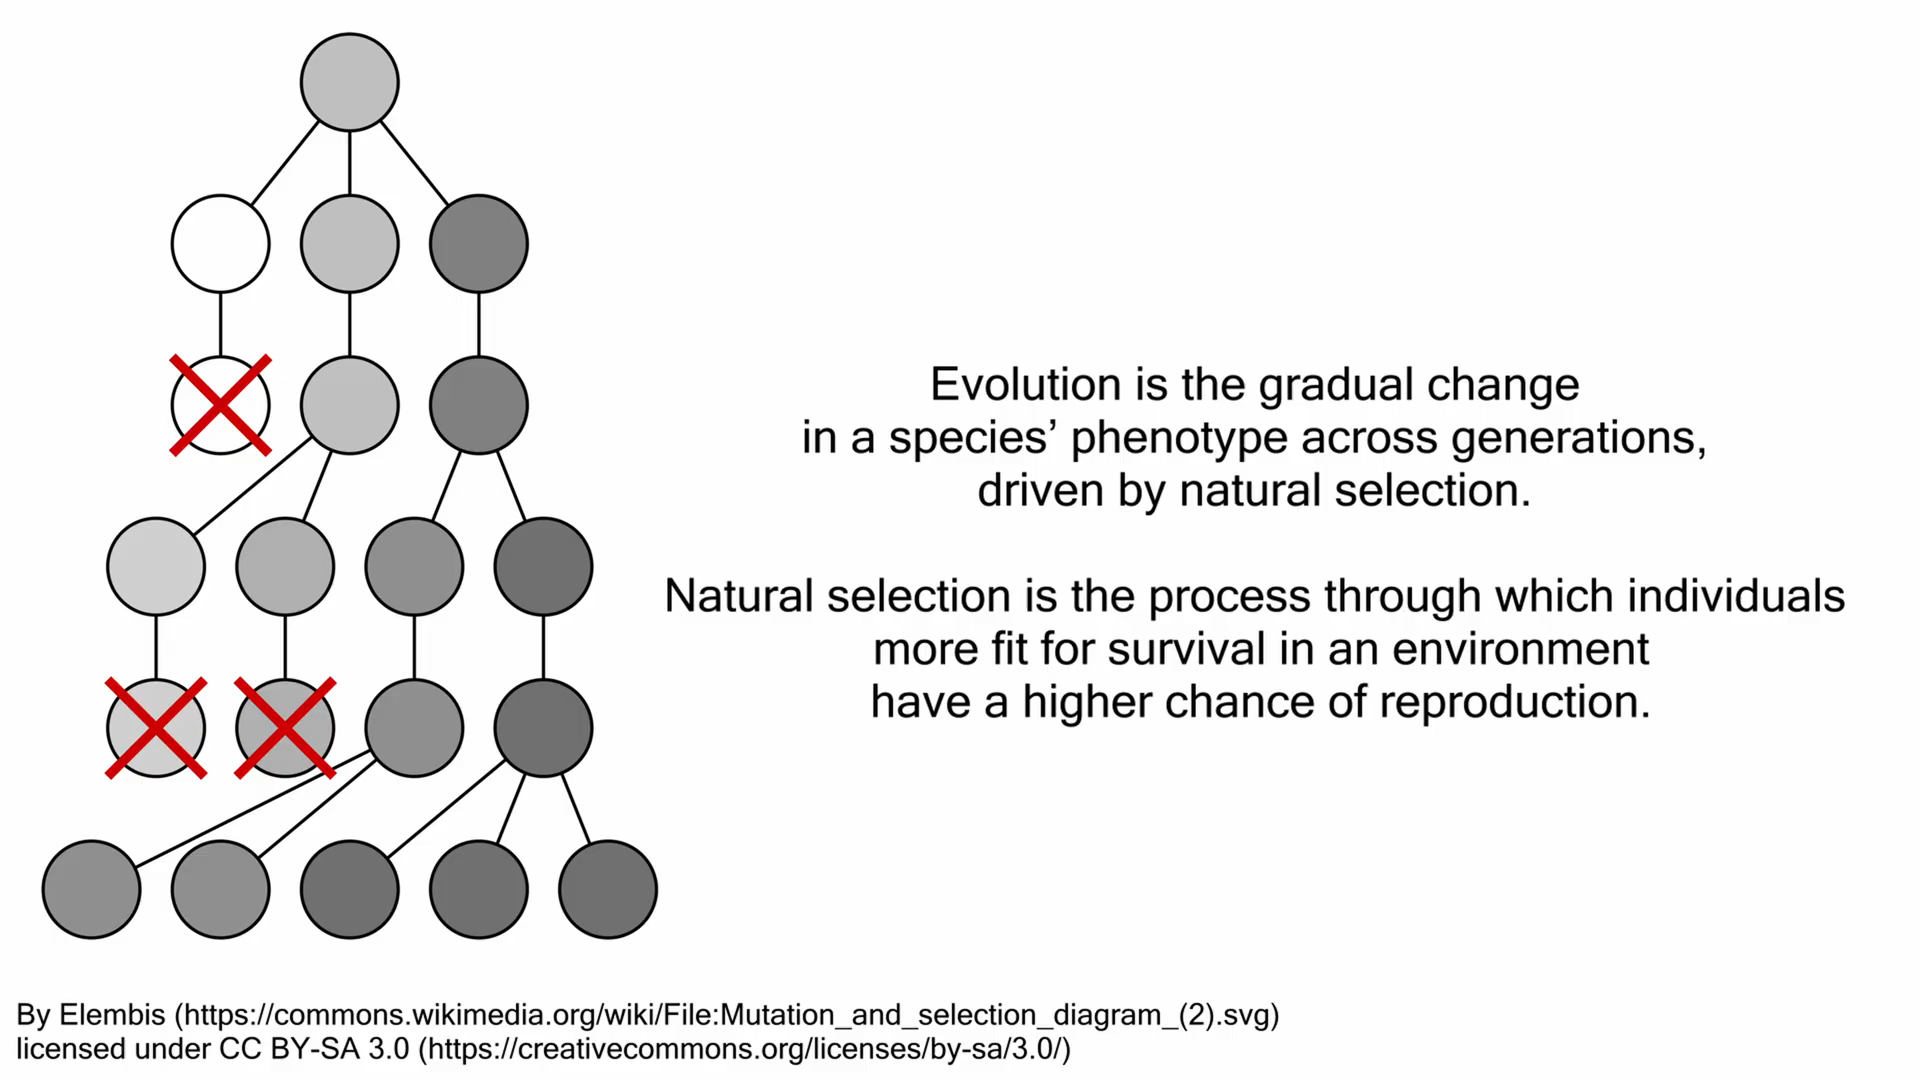 Evolution is the gradual change
in a species’ phenotype across generations,
driven by natural selection.
Natural selection is the process through which individuals
more fit for survival in an environment
have a higher chance of reproduction.
By Elembis (https://commons.wikimedia.org/wiki/File:Mutation_and_selection_diagram_(2).svg)
licensed under CC BY-SA 3.0 (https://creativecommons.org/licenses/by-sa/3.0/)